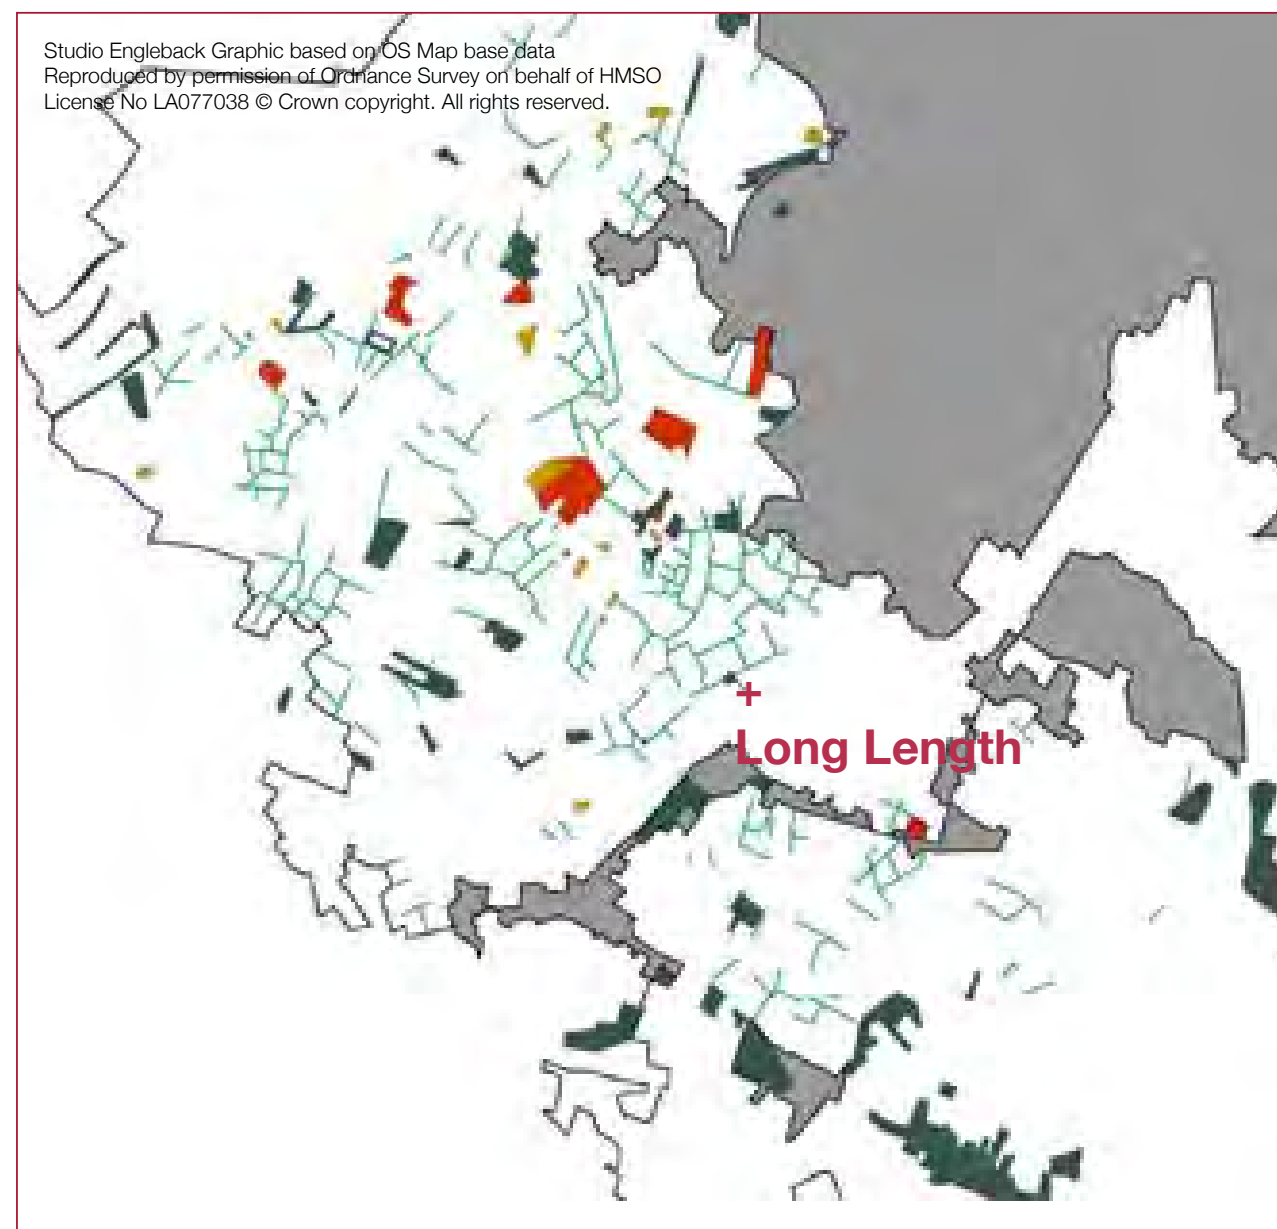 Studio Engleback Graphic based on OS Map base data
Reproduced by permission of Ordnance Survey on behalf of HMSO
License No LA077038 © Crown copyright. All rights reserved.
+
Long Length